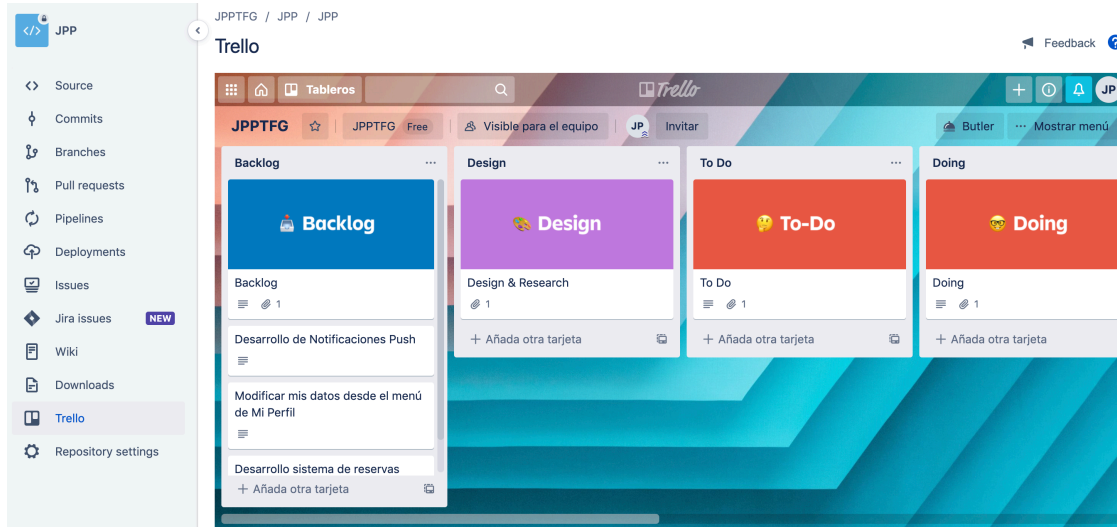 JPP
Source
Commits
Branches
Pull requests
Pipelines
Deployments
Issues
Jira issues NEW
Wiki
Downloads
Trello
Repository settings
JPPTFG / JPP / JPP
Trello
Feedback
Tableros
Trello
JP
JPPTFG
JPPTFG Free
Visible para el equipo
JP
Invitar
Butler
Mostrar menú
Backlog
Backlog
Backlog
1
Desarrollo de Notificaciones Push
Modificar mis datos desde el menú
de Mi Perfil
Desarrollo sistema de reservas
Añada otra tarjeta
Design
Design
Design & Research
1
Añada otra tarjeta
To Do
To-Do
To Do
1
Añada otra tarjeta
Doing
Doing
Doing
1
Añada otra tarjeta